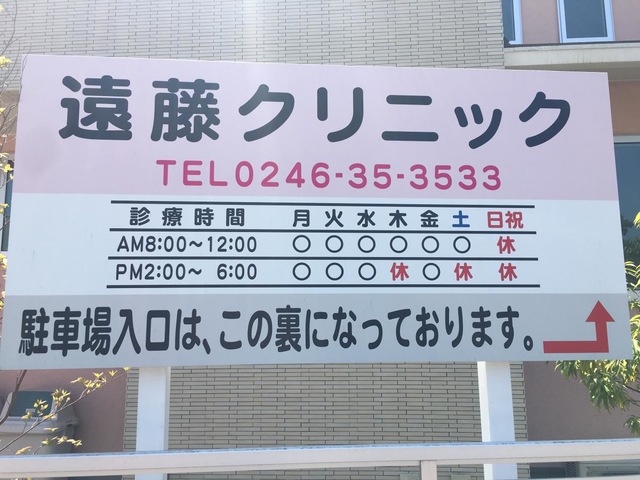 遠藤クリニック
TEL0246-35-3533
診療時間 月 火 水 木 金 土 日祝
AM8:00～12:00 ○ ○ ○ ○ ○ ○ 休
PM2:00～ 6:00 ○ ○ ○ 休 ○ 休 休
駐車場入口は、この裏になっております。